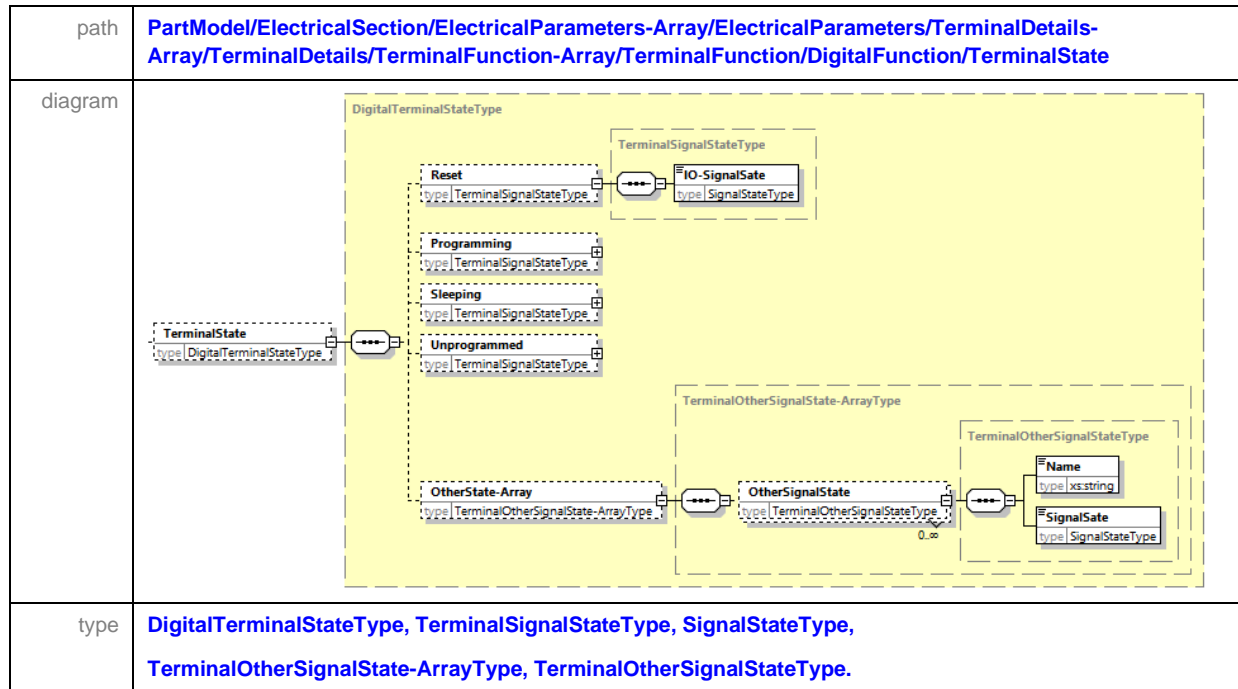 path
PartModel/ElectricalSection/ElectricalParameters-Array/ElectricalParameters/TerminalDetails-
Array/TerminalDetails/TerminalFunction-Array/TerminalFunction/DigitalFunction/TerminalState
diagram
DigitalTerminalStateType
TerminalSignalStateType
Reset
type TerminalSignalStateType
IO-SignalSate
type SignalStateType
Programming
type TerminalSignalStateType
Sleeping
type TerminalSignalStateType
TerminalState
type DigitalTerminalStateType
Unprogrammed
type TerminalSignalStateType
TerminalOtherSignalState-ArrayType
TerminalOtherSignalStateType
OtherState-Array
type TerminalOtherSignalState-ArrayType
OtherSignalState
type TerminalOtherSignalStateType
0..∞
Name
type xs:string
SignalSate
type SignalStateType
type
DigitalTerminalStateType, TerminalSignalStateType, SignalStateType,
TerminalOtherSignalState-ArrayType, TerminalOtherSignalStateType.